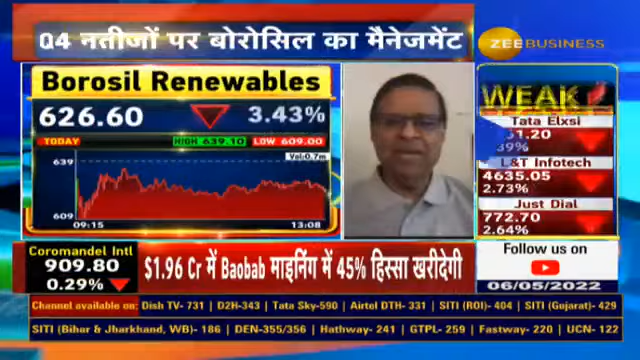 Q4 नतीजों पर बोरोसिल का मैनेजमेंट
ZEE BUSINESS
Borosil Renewables
626.60 3.43%
TODAY HIGH 639.10 LOW 609.00
Vol:0.7m
639
609
09:15 13:08
WEAK
Tata Elxsi
L&T Infotech
4635.05
2.73%
Just Dial
772.70
2.64%
Coromandel Intl
909.80
0.29%
$1.96 Cr में Baobab माइनिंग में 45% हिस्सा खरीदेगी
Follow us on
06/05/2022
Channel available on: Dish TV- 731 | D2H-343 | Tata Sky-590 | Airtel DTH- 331 | SITI (ROI)- 404 | SITI (Gujarat)- 429
SITI (Bihar & Jharkhand, WB)- 186 | DEN-355/356 | Hathway- 241 | GTPL- 259 | Fastway- 220 | UCN- 122